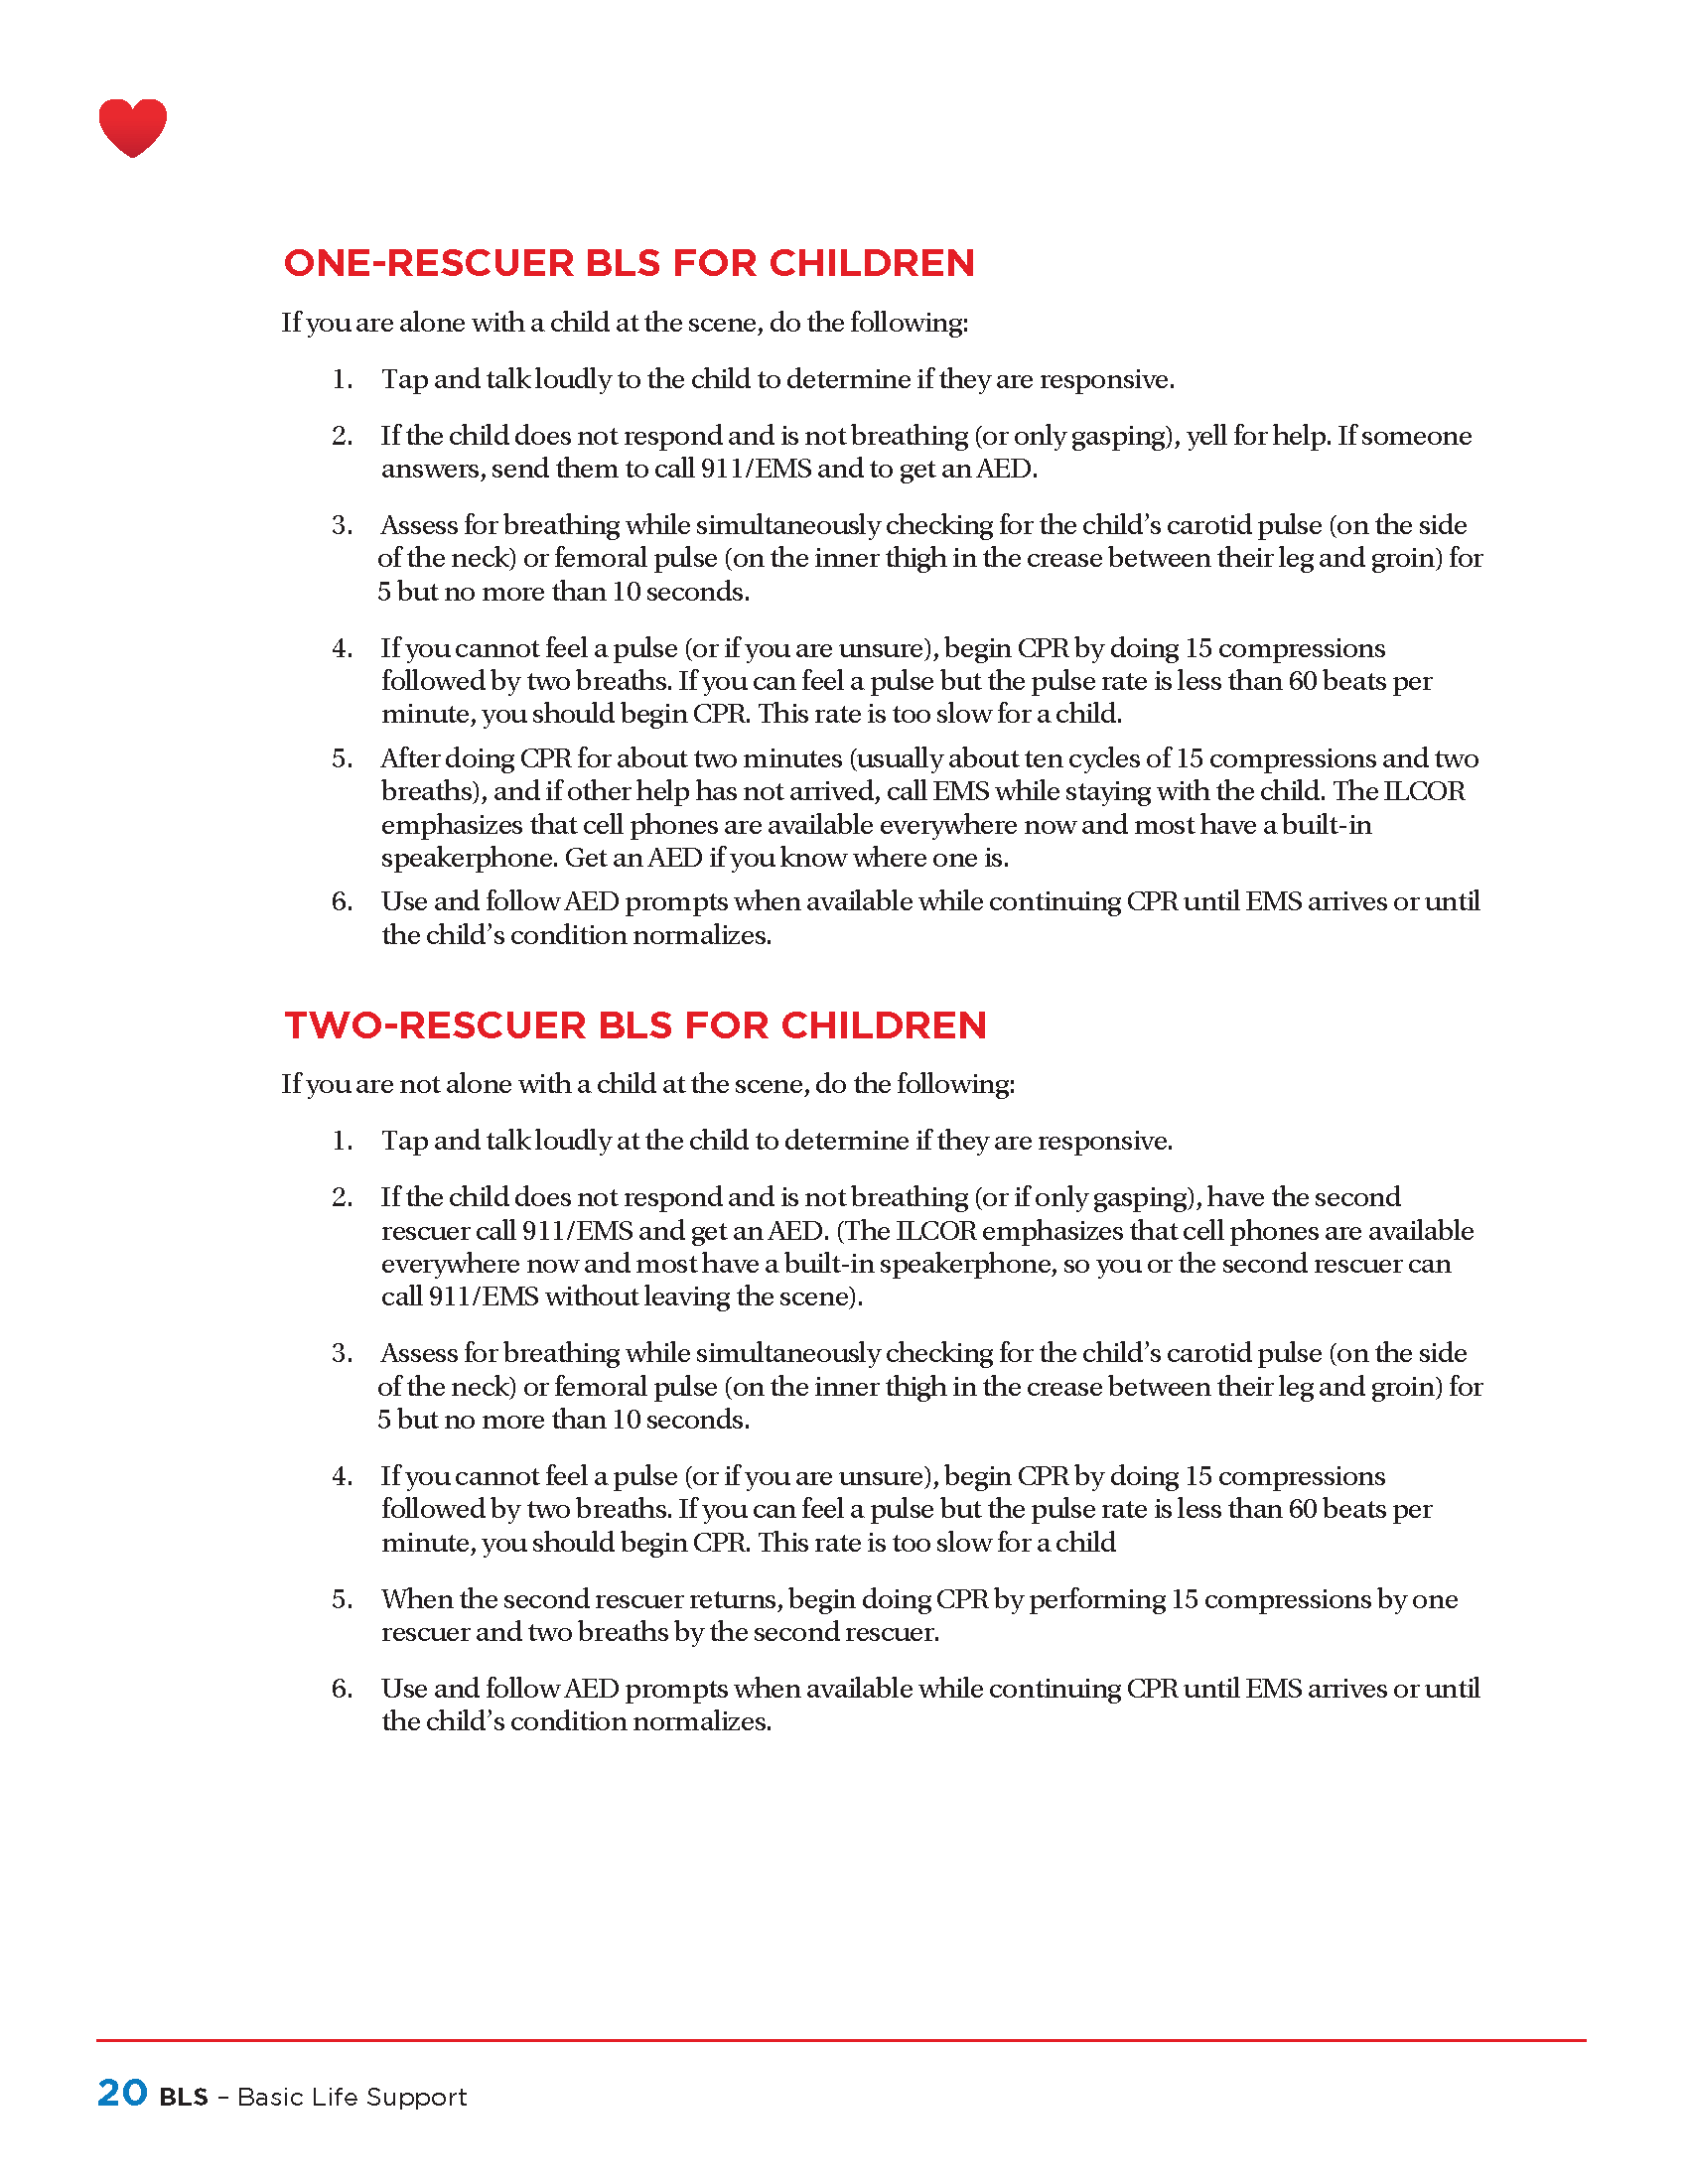 ONE-RESCUER BLS FOR CHILDREN
If you are alone with a child at the scene, do the following:
1. Tap and talk loudly to the child to determine if they are responsive.
2. If the child does not respond and is not breathing (or only gasping), yell for help. If someone
answers, send them to call 911/EMS and to get an AED.
3. Assess for breathing while simultaneously checking for the child’s carotid pulse (on the side
of the neck) or femoral pulse (on the inner thigh in the crease between their leg and groin) for
5 but no more than 10 seconds.
4. If you cannot feel a pulse (or if you are unsure), begin CPR by doing 15 compressions
followed by two breaths. If you can feel a pulse but the pulse rate is less than 60 beats per
minute, you should begin CPR. This rate is too slow for a child.
5. After doing CPR for about two minutes (usually about ten cycles of 15 compressions and two
breaths), and if other help has not arrived, call EMS while staying with the child. The ILCOR
emphasizes that cell phones are available everywhere now and most have a built-in
speakerphone. Get an AED if you know where one is.
6. Use and follow AED prompts when available while continuing CPR until EMS arrives or until
the child’s condition normalizes.
TWO-RESCUER BLS FOR CHILDREN
If you are not alone with a child at the scene, do the following:
1. Tap and talk loudly at the child to determine if they are responsive.
2. If the child does not respond and is not breathing (or if only gasping), have the second
rescuer call 911/EMS and get an AED. (The ILCOR emphasizes that cell phones are available
everywhere now and most have a built-in speakerphone, so you or the second rescuer can
call 911/EMS without leaving the scene).
3. Assess for breathing while simultaneously checking for the child’s carotid pulse (on the side
of the neck) or femoral pulse (on the inner thigh in the crease between their leg and groin) for
5 but no more than 10 seconds.
4. If you cannot feel a pulse (or if you are unsure), begin CPR by doing 15 compressions
followed by two breaths. If you can feel a pulse but the pulse rate is less than 60 beats per
minute, you should begin CPR. This rate is too slow for a child
5. When the second rescuer returns, begin doing CPR by performing 15 compressions by one
rescuer and two breaths by the second rescuer.
6. Use and follow AED prompts when available while continuing CPR until EMS arrives or until
the child’s condition normalizes.
20 BLS – Basic Life Support